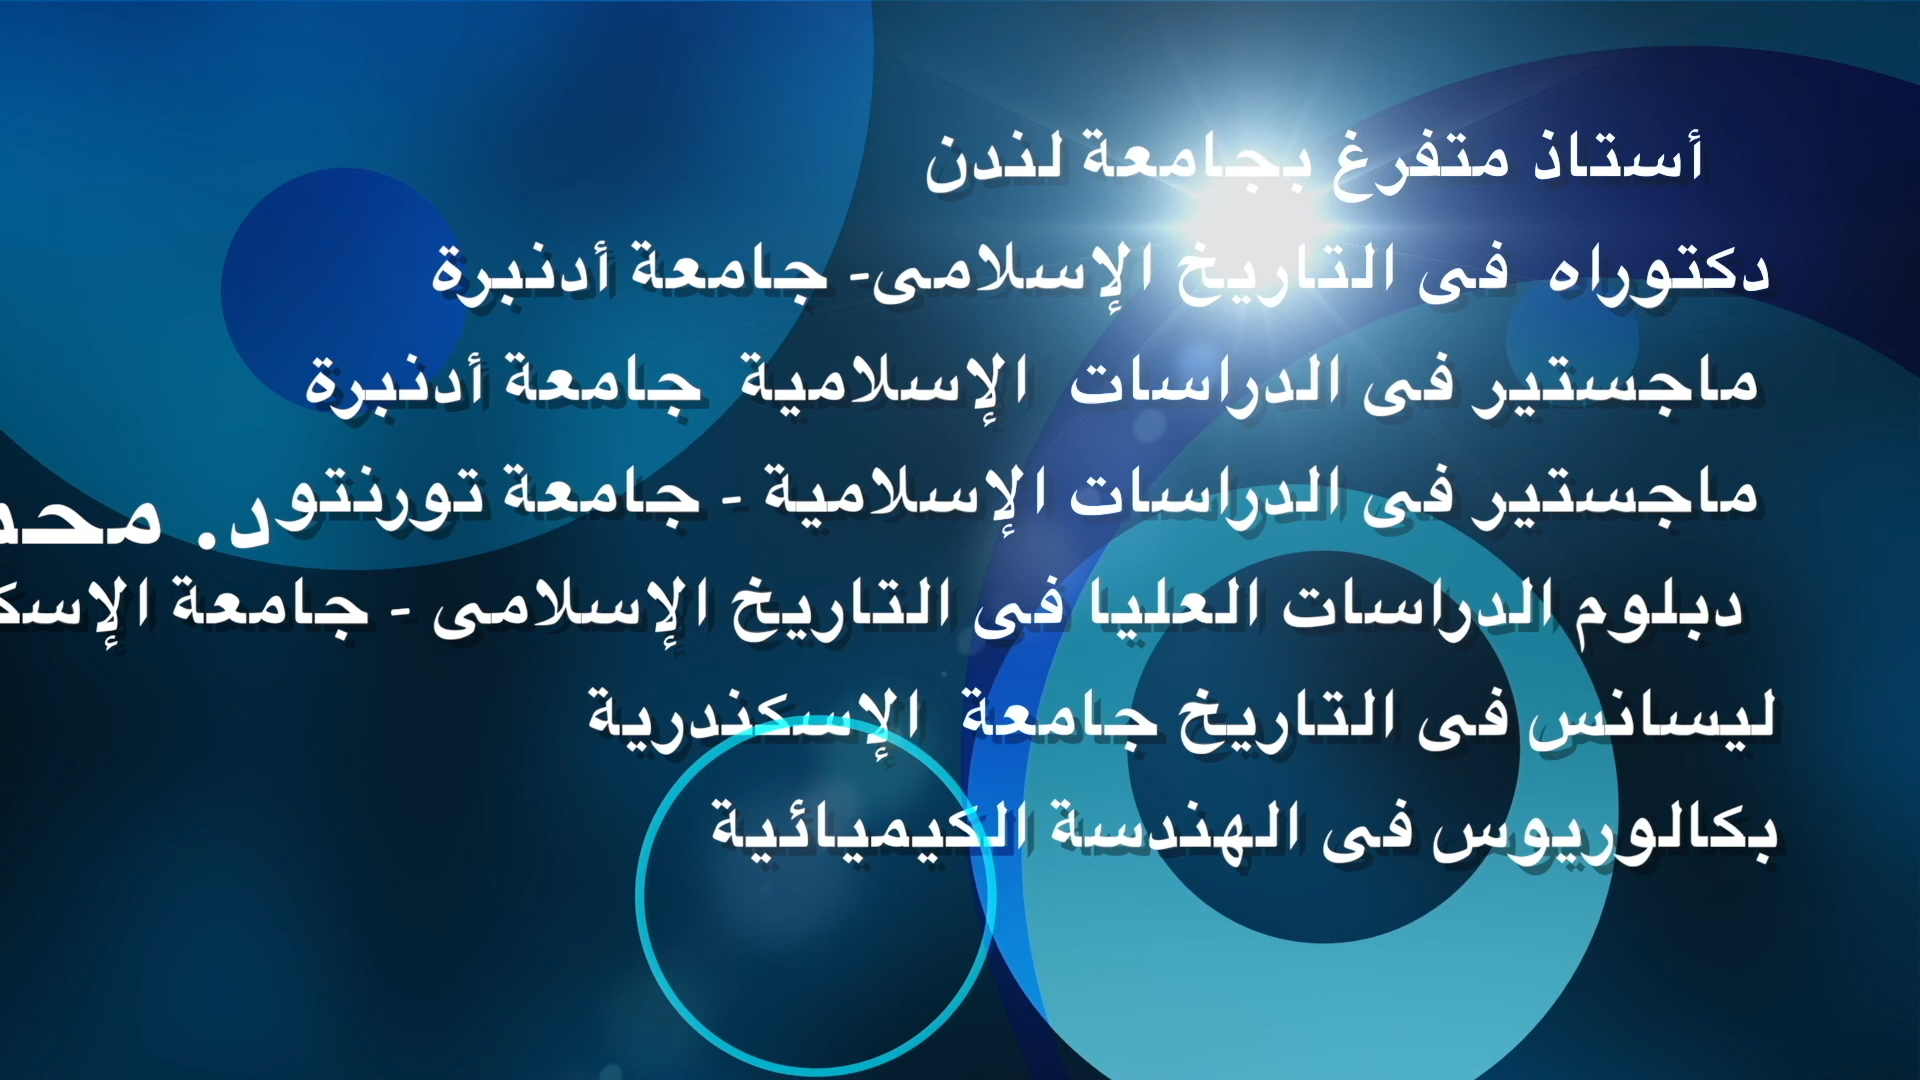 أستاذ متفرغ بجامعة لندن
دكتوراه فى التاريخ الإسلامى- جامعة أدنبرة
ماجستير فى الدراسات الإسلامية جامعة أدنبرة
ماجستير فى الدراسات الإسلامية - جامعة تورنتو
د.
دبلوم الدراسات العليا فى التاريخ الإسلامى - جامعة
ليسانس فى التاريخ جامعة الإسكندرية
بكالوريوس فى الهندسة الكيميائية